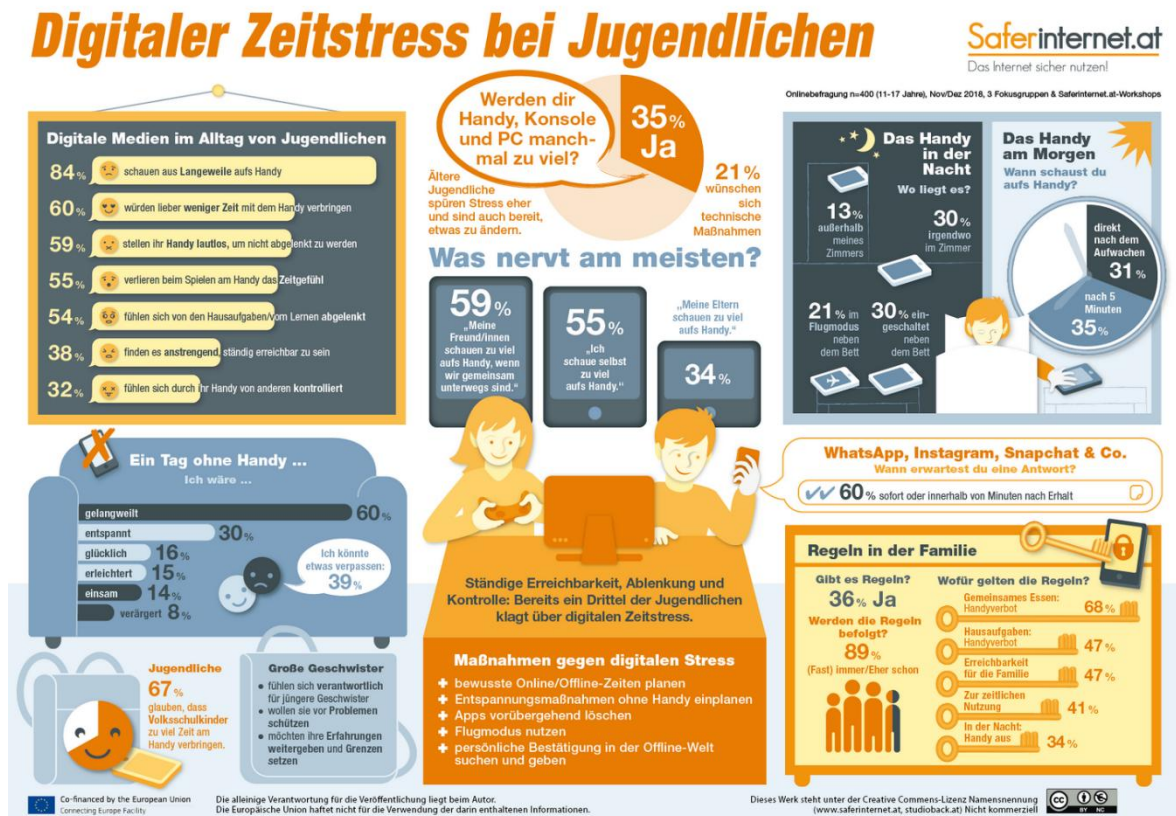 Digitaler Zeitstress bei Jugendlichen
Saferinternet.at
Das Internet sicher nutzen!
Onlinebefragung n=400 (11-17 Jahre), Nov/Dez 2018, 3 Fokusgruppen & Saferinternet.at-Workshops
Digitale Medien im Alltag von Jugendlichen
84% schauen aus Langeweile aufs Handy
60% würden lieber weniger Zeit mit dem Handy verbringen
59% stellen ihr Handy lautlos, um nicht abgelenkt zu werden
55% verlieren beim Spielen am Handy das Zeitgefühl
54% fühlen sich von den Hausaufgaben/vom Lernen abgelenkt
38% finden es anstrengend, ständig erreichbar zu sein
32% fühlen sich durch ihr Handy von anderen kontrolliert
Werden dir
Handy, Konsole
und PC manch-
mal zu viel?
35%
Ja
Ältere
Jugendliche
spüren Stress eher
und sind auch bereit,
etwas zu ändern.
21%
wünschen
sich
technische
Maßnahmen
Was nervt am meisten?
59%
„Meine
Freund/innen
schauen zu viel
aufs Handy, wenn
wir gemeinsam
unterwegs sind.“
55%
„Ich
schaue selbst
zu viel
aufs Handy.“
„Meine Eltern
schauen zu viel
aufs Handy.“
34%
Das Handy
in der
Nacht
Wo liegt es?
13%
außerhalb
meines
Zimmers
30%
irgendwo
im Zimmer
21% im
Flugmodus
neben
dem Bett
30% ein-
geschaltet
neben
dem Bett
Das Handy
am Morgen
Wann schaust du
aufs Handy?
direkt
nach dem
Aufwachen
31%
nach 5
Minuten
35%
Ein Tag ohne Handy ...
Ich wäre ...
gelangweilt 60%
entspannt 30%
glücklich 16%
erleichtert 15%
einsam 14%
verärgert 8%
Ich könnte
etwas verpassen:
39%
WhatsApp, Instagram, Snapchat & Co.
Wann erwartest du eine Antwort?
60% sofort oder innerhalb von Minuten nach Erhalt
Ständige Erreichbarkeit, Ablenkung und
Kontrolle: Bereits ein Drittel der Jugendlichen
klagt über digitalen Zeitstress.
Maßnahmen gegen digitalen Stress
+ bewusste Online/Offline-Zeiten planen
+ Entspannungsmaßnahmen ohne Handy einplanen
+ Apps vorübergehend löschen
+ Flugmodus nutzen
+ persönliche Bestätigung in der Offline-Welt
suchen und geben
Regeln in der Familie
Gibt es Regeln?
36% Ja
Werden die Regeln
befolgt?
89%
(Fast) immer/Eher schon
Wofür gelten die Regeln?
Gemeinsames Essen:
Handyverbot 68%
Hausaufgaben:
Handyverbot 47%
Erreichbarkeit
für die Familie 47%
Zur zeitlichen
Nutzung 41%
In der Nacht:
Handy aus 34%
Jugendliche
67%
glauben, dass
Volksschulkinder
zu viel Zeit am
Handy verbringen.
Große Geschwister
• fühlen sich verantwortlich
für jüngere Geschwister
• wollen sie vor Problemen
schützen
• möchten ihre Erfahrungen
weitergeben und Grenzen
setzen
Co-financed by the European Union
Connecting Europe Facility
Die alleinige Verantwortung für die Veröffentlichung liegt beim Autor.
Die Europäische Union haftet nicht für die Verwendung der darin enthaltenen Informationen.
Dieses Werk steht unter der Creative Commens-Lizenz Namensnennung
(www.saferinternet.at, studioback.at) Nicht kommerziell
cc
BY NC